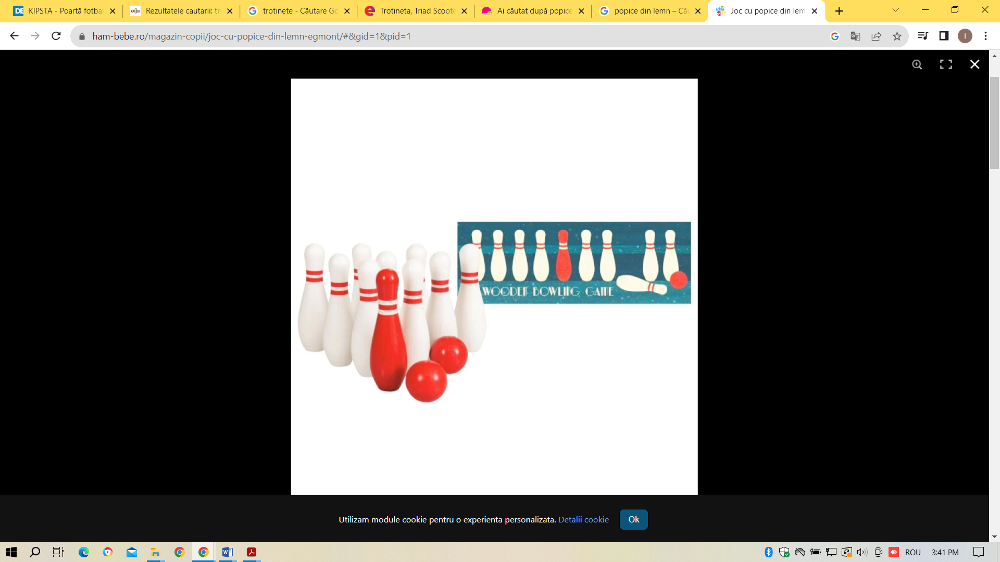 KIPSTA - Poartă fotbal
Rezultatele cautarii: tr
trotinete - Căutare Go
Trotineta, Triad Scoote
Ai căutat după popice
popice din lemn – Că
Joc cu popice din lem
ham-bebe.ro/magazin-copii/joc-cu-popice-din-lemn-egmont/#&gid=1&pid=1
I
WOODEN BOWLING GAME
Utilizam module cookie pentru o experienta personalizata. Detalii cookie
Ok
ROU
3:41 PM